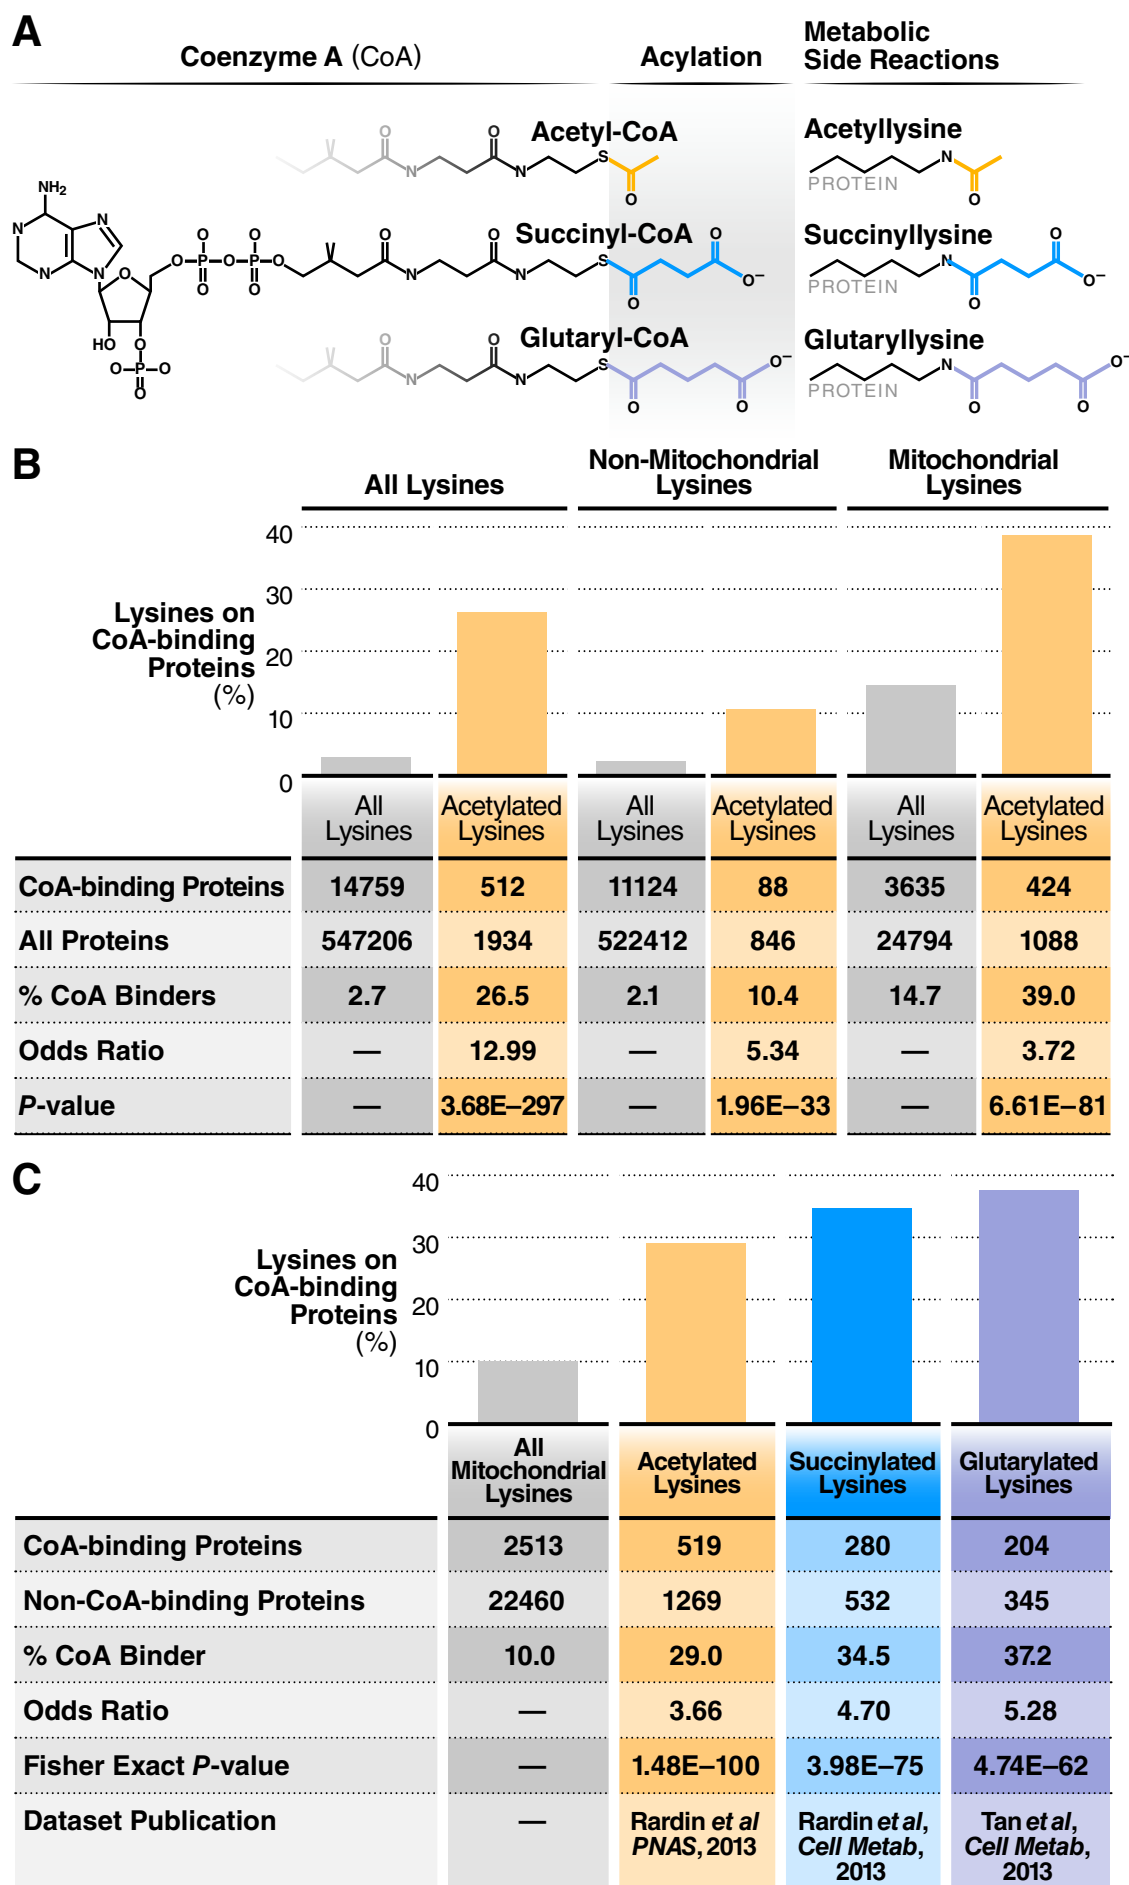 A
Coenzyme A (CoA)
Acylation
Metabolic
Side Reactions
Acetyl-CoA
O
O
N
N
S
O
Acetyllysine
N
PROTEIN
O
NH2
N
N
N
N
O
HO
O
O
P
O
O
O
O
P
O
O
O
P
O
O
O
O
N
N
Succinyl-CoA
S
O
O
O−
Succinyllysine
N
PROTEIN
O
O
O−
O
O
N
N
Glutaryl-CoA
S
O
O
O−
Glutaryllysine
N
PROTEIN
O
O
O−
B
All Lysines
Non-Mitochondrial
Lysines
Mitochondrial
Lysines
Lysines on
CoA-binding
Proteins
(%)
40
30
20
10
0
All
Lysines
Acetylated
Lysines
All
Lysines
Acetylated
Lysines
All
Lysines
Acetylated
Lysines
CoA-binding Proteins 14759 512 11124 88 3635 424
All Proteins 547206 1934 522412 846 24794 1088
% CoA Binders 2.7 26.5 2.1 10.4 14.7 39.0
Odds Ratio — 12.99 — 5.34 — 3.72
P-value — 3.68E–297 — 1.96E–33 — 6.61E–81
C
Lysines on
CoA-binding
Proteins
(%)
40
30
20
10
0
All
Mitochondrial
Lysines
Acetylated
Lysines
Succinylated
Lysines
Glutarylated
Lysines
CoA-binding Proteins 2513 519 280 204
Non-CoA-binding Proteins 22460 1269 532 345
% CoA Binder 10.0 29.0 34.5 37.2
Odds Ratio — 3.66 4.70 5.28
Fisher Exact P-value — 1.48E–100 3.98E–75 4.74E–62
Dataset Publication —
Rardin et al
PNAS, 2013
Rardin et al,
Cell Metab,
2013
Tan et al,
Cell Metab,
2013